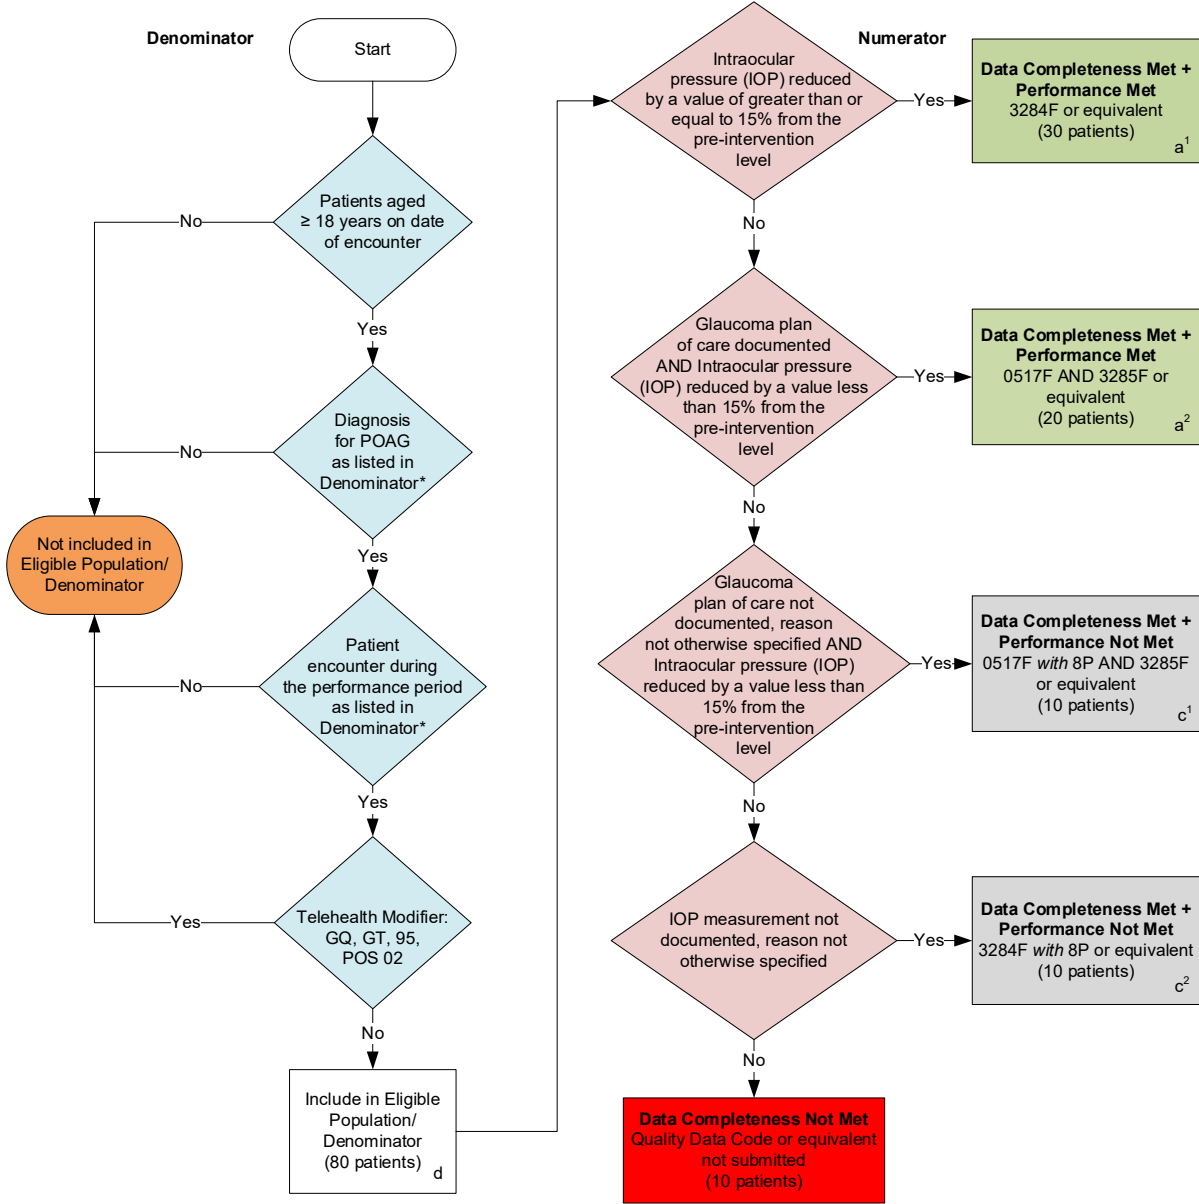 Denominator
Start
Patients aged
≥ 18 years on date
of encounter
No
Yes
Diagnosis
for POAG
as listed in
Denominator*
No
Yes
Not included in
Eligible Population/
Denominator
Patient
encounter during
the performance period
as listed in
Denominator*
No
Yes
Telehealth Modifier:
GQ, GT, 95,
POS 02
Yes
No
Include in Eligible
Population/
Denominator
(80 patients)
d
Numerator
Intraocular
pressure (IOP) reduced
by a value of greater than or
equal to 15% from the
pre-intervention
level
Yes
Data Completeness Met +
Performance Met
3284F or equivalent
(30 patients)
a1
No
Glaucoma plan
of care documented
AND Intraocular pressure
(IOP) reduced by a value less
than 15% from the
pre-intervention
level
Yes
Data Completeness Met +
Performance Met
0517F AND 3285F or
equivalent
(20 patients)
a2
No
Glaucoma
plan of care not
documented, reason
not otherwise specified AND
Intraocular pressure (IOP)
reduced by a value less than
15% from the
pre-intervention
level
Yes
Data Completeness Met +
Performance Not Met
0517F with 8P AND 3285F
or equivalent
(10 patients)
c1
No
IOP measurement not
documented, reason not
otherwise specified
Yes
Data Completeness Met +
Performance Not Met
3284F with 8P or equivalent
(10 patients)
c2
No
Data Completeness Not Met
Quality Data Code or equivalent
not submitted
(10 patients)